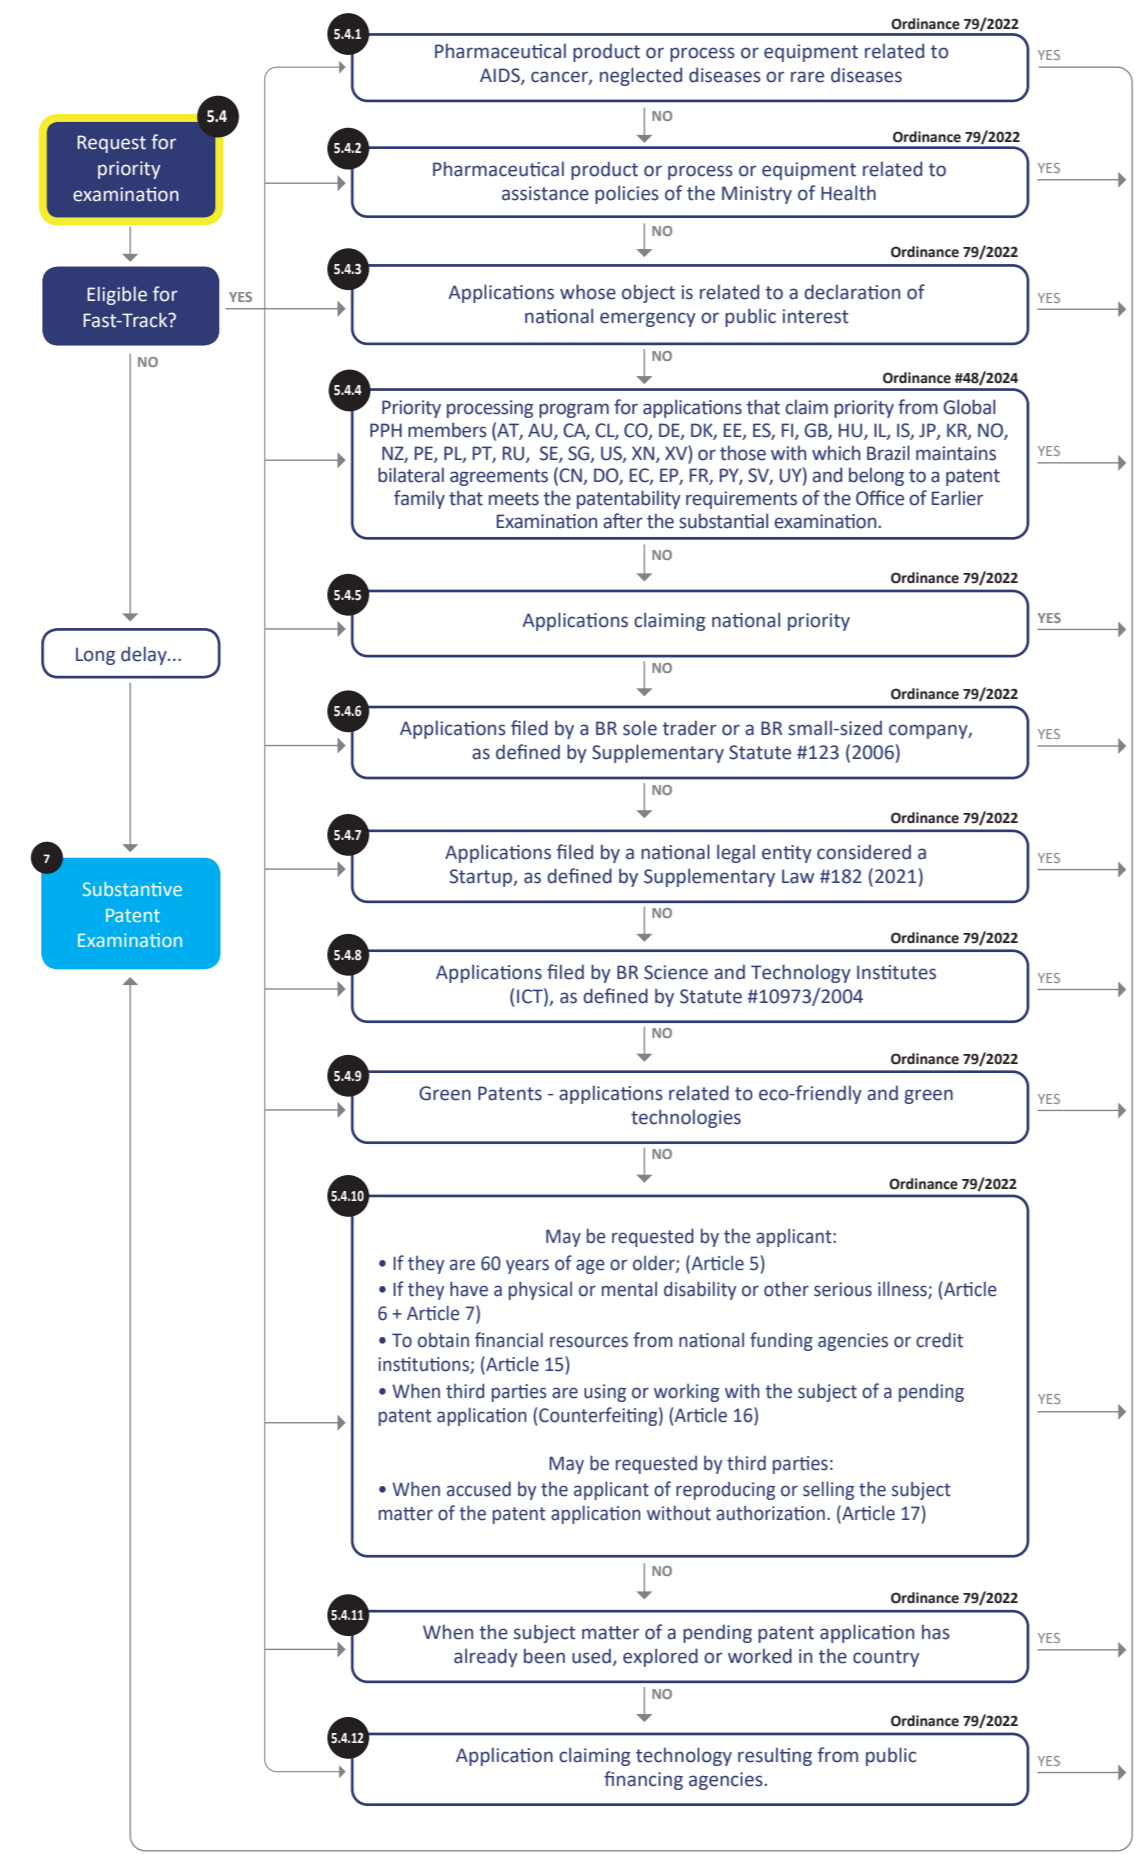 5.4
Request for
priority
examination
Eligible for
Fast-Track?
YES
NO
Long delay...
7
Substantive
Patent
Examination
Ordinance 79/2022
5.4.1
Pharmaceutical product or process or equipment related to
AIDS, cancer, neglected diseases or rare diseases
YES
NO
Ordinance 79/2022
5.4.2
Pharmaceutical product or process or equipment related to
assistance policies of the Ministry of Health
YES
NO
Ordinance 79/2022
5.4.3
Applications whose object is related to a declaration of
national emergency or public interest
YES
NO
Ordinance #48/2024
5.4.4
Priority processing program for applications that claim priority from Global
PPH members (AT, AU, CA, CL, CO, DE, DK, EE, ES, FI, GB, HU, IL, IS, JP, KR, NO,
NZ, PE, PL, PT, RU, SE, SG, US, XN, XV) or those with which Brazil maintains
bilateral agreements (CN, DO, EC, EP, FR, PY, SV, UY) and belong to a patent
family that meets the patentability requirements of the Office of Earlier
Examination after the substantial examination.
YES
NO
Ordinance 79/2022
5.4.5
Applications claiming national priority
YES
NO
Ordinance 79/2022
5.4.6
Applications filed by a BR sole trader or a BR small-sized company,
as defined by Supplementary Statute #123 (2006)
YES
NO
Ordinance 79/2022
5.4.7
Applications filed by a national legal entity considered a
Startup, as defined by Supplementary Law #182 (2021)
YES
NO
Ordinance 79/2022
5.4.8
Applications filed by BR Science and Technology Institutes
(ICT), as defined by Statute #10973/2004
YES
NO
Ordinance 79/2022
5.4.9
Green Patents - applications related to eco-friendly and green
technologies
YES
NO
Ordinance 79/2022
5.4.10
May be requested by the applicant:
• If they are 60 years of age or older; (Article 5)
• If they have a physical or mental disability or other serious illness; (Article
6 + Article 7)
• To obtain financial resources from national funding agencies or credit
institutions; (Article 15)
• When third parties are using or working with the subject of a pending
patent application (Counterfeiting) (Article 16)
May be requested by third parties:
• When accused by the applicant of reproducing or selling the subject
matter of the patent application without authorization. (Article 17)
YES
NO
Ordinance 79/2022
5.4.11
When the subject matter of a pending patent application has
already been used, explored or worked in the country
YES
NO
Ordinance 79/2022
5.4.12
Application claiming technology resulting from public
financing agencies.
YES